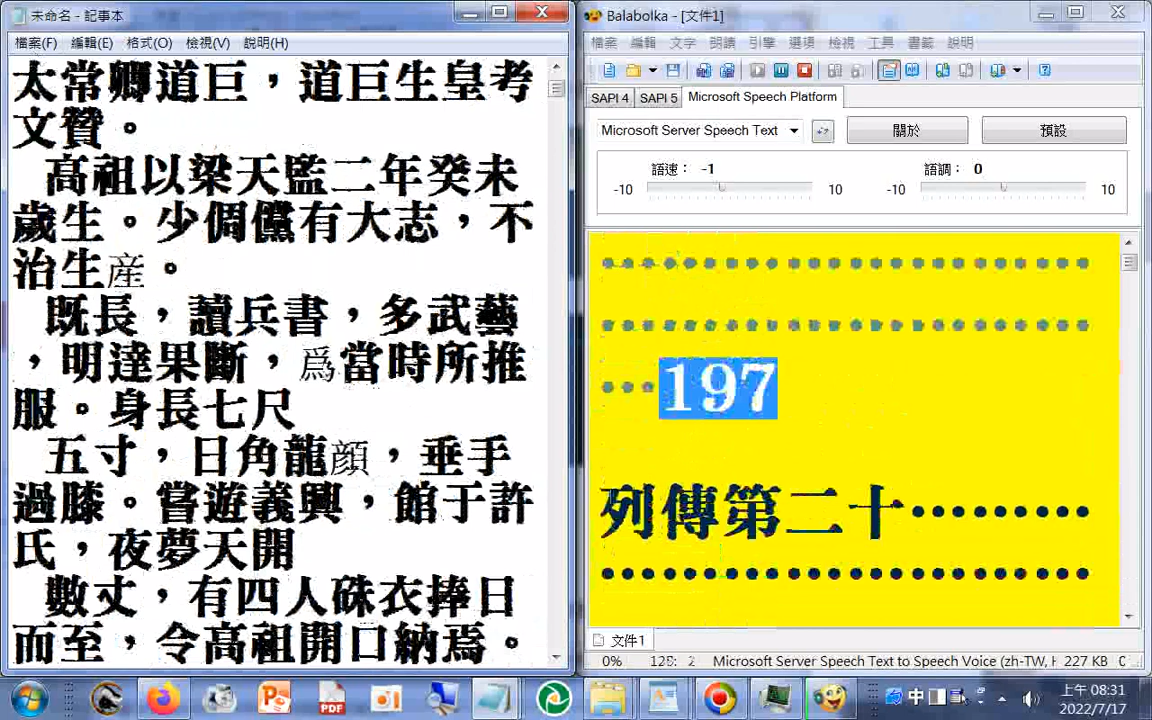 未命名 - 記事本
檔案(F) 編輯(E) 格式(O) 檢視(V) 說明(H)
太常卿道巨，道巨生皇考
文贊。
高祖以梁天監二年癸未
歲生。少倜儻有大志，不
治生産。
既長，讀兵書，多武藝
，明達果斷，爲當時所推
服。身長七尺
五寸，日角龍顔，垂手
過膝。嘗遊義興，館于許
氏，夜夢天開
數丈，有四人硃衣捧日
而至，令高祖開口納焉。
Balabolka - [文件1]
檔案 編輯 文字 朗讀 引擎 選項 檢視 工具 書籤 說明
SAPI 4 SAPI 5 Microsoft Speech Platform
Microsoft Server Speech Text 關於 預設
語速： -1 語調： 0
-10 10 -10 10
197
列傳第二十·········
文件1
0% 128: 2 Microsoft Server Speech Text to Speech Voice (zh-TW, H 227 KB
中
上午 08:31
2022/7/17